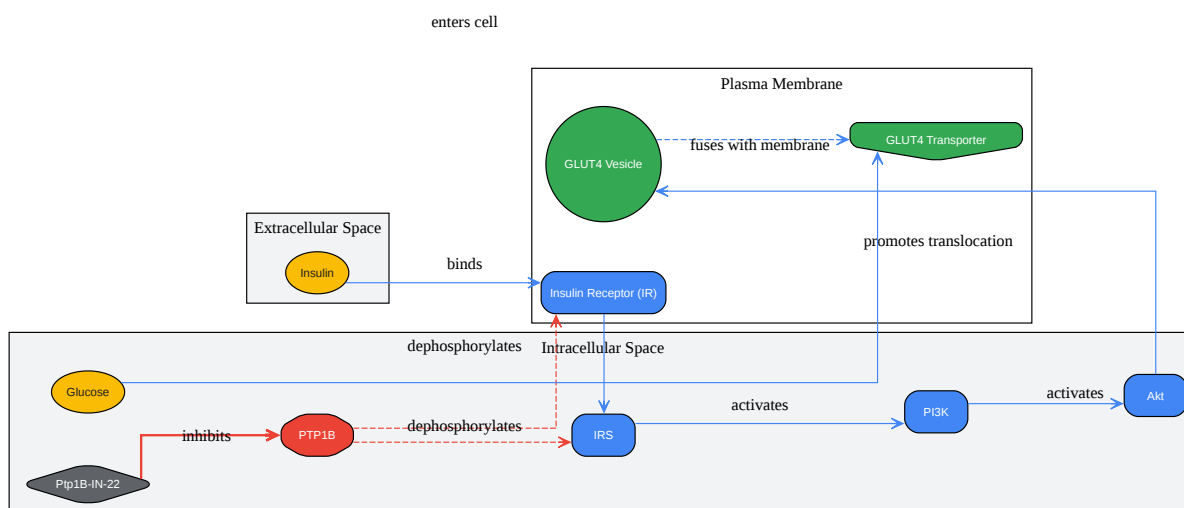 enters cell
Plasma Membrane
GLUT4 Vesicle
fuses with membrane
GLUT4 Transporter
Extracellular Space
Insulin
binds
Insulin Receptor (IR)
promotes translocation
dephosphorylates
Intracellular Space
Glucose
activates
PI3K
activates
Akt
inhibits
PTP1B
dephosphorylates
IRS
Ptp1B-IN-22